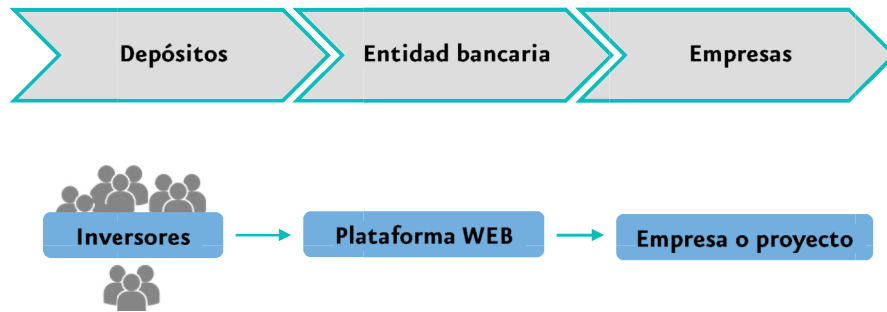 Depósitos
Entidad bancaria
Empresas
Inversores
Plataforma WEB
Empresa o proyecto